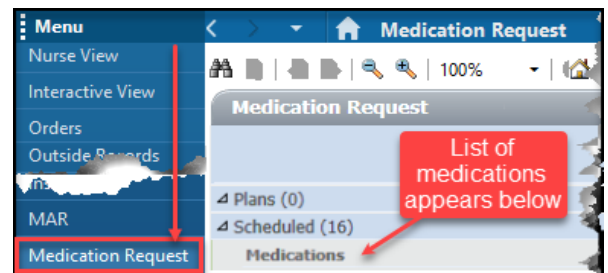 Menu
Nurse View
Interactive View
Orders
Outside Records
MAR
Medication Request
Medication Request
100%
Medication Request
List of
medications
appears below
Plans (0)
Scheduled (16)
Medications